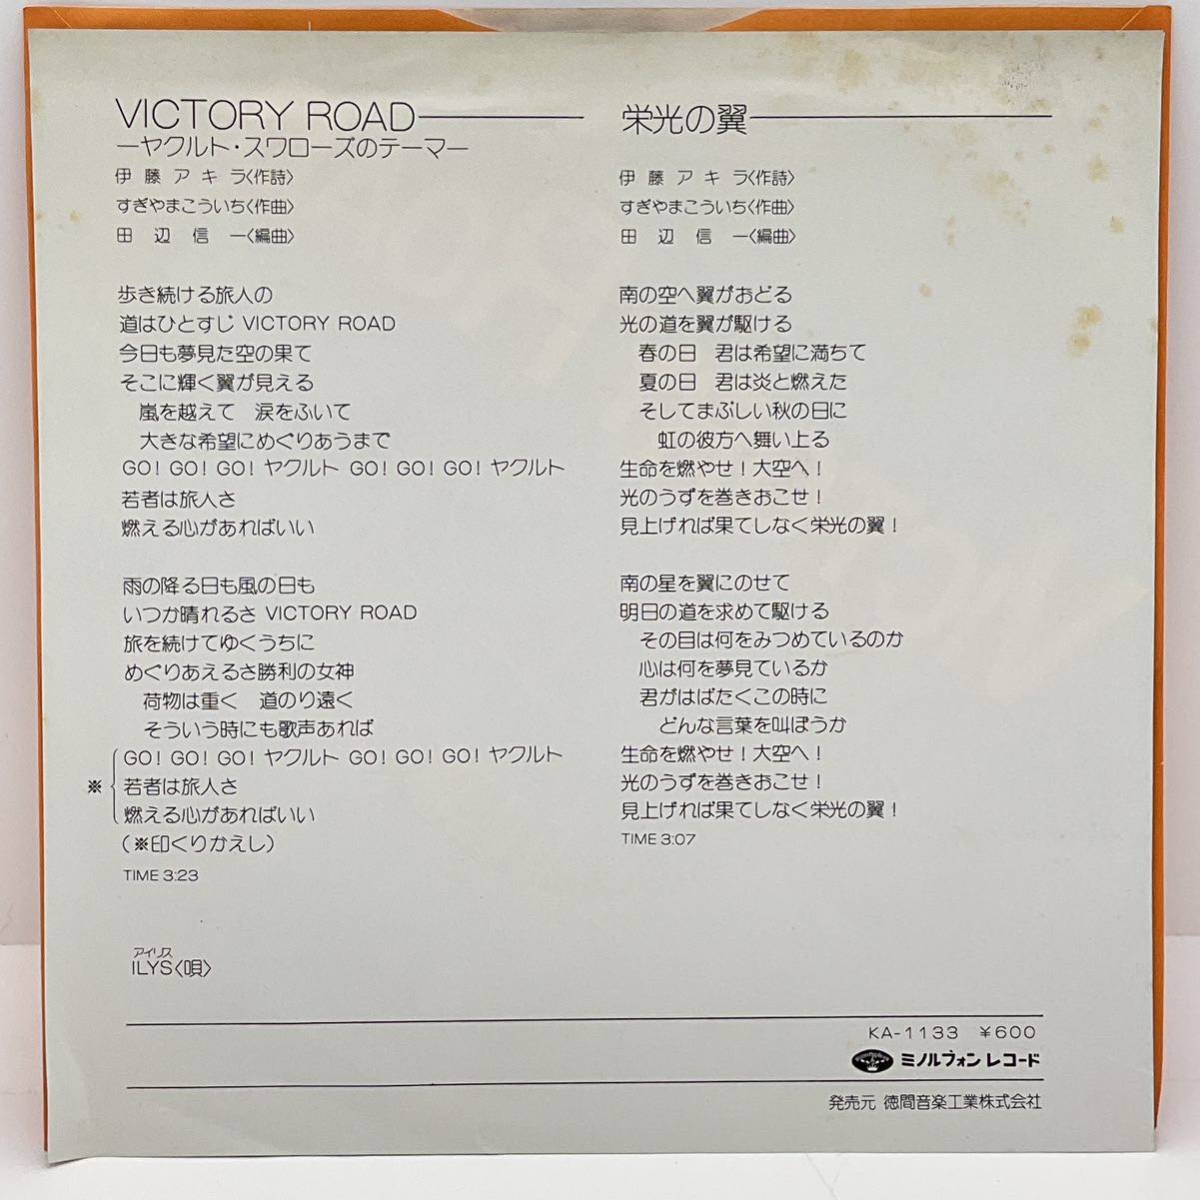 VICTORY ROAD
―ヤクルト・スワローズのテーマ―
伊藤アキラ〈作詩〉
すぎやまこういち〈作曲〉
田辺信一〈編曲〉
歩き続ける旅人の
道はひとすじ VICTORY ROAD
今日も夢見た空の果て
そこに輝く翼が見える
嵐を越えて 涙をふいて
大きな希望にめぐりあうまで
GO! GO! GO! ヤクルト GO! GO! GO! ヤクルト
若者は旅人さ
燃える心があればいい
雨の降る日も風の日も
いつか晴れるさ VICTORY ROAD
旅を続けてゆくうちに
めぐりあえるさ勝利の女神
荷物は重く 道のり遠く
そういう時にも歌声あれば
GO! GO! GO! ヤクルト GO! GO! GO! ヤクルト
※ 若者は旅人さ
燃える心があればいい
(※印くりかえし)
TIME 3:23
アイリス
ILYS〈唄〉
栄光の翼
伊藤アキラ〈作詩〉
すぎやまこういち〈作曲〉
田辺信一〈編曲〉
南の空へ翼がおどる
光の道を翼が駆ける
春の日 君は希望に満ちて
夏の日 君は炎と燃えた
そしてまぶしい秋の日に
虹の彼方へ舞い上る
生命を燃やせ!大空へ!
光のうずを巻きおこせ!
見上げれば果てしなく栄光の翼!
南の星を翼にのせて
明日の道を求めて駆ける
その目は何をみつめているのか
心は何を夢見ているか
君がはばたくこの時に
どんな言葉を叫ぼうか
生命を燃やせ!大空へ!
光のうずを巻きおこせ!
見上げれば果てしなく栄光の翼!
TIME 3:07
KA-1133 ¥600
ミノルフォンレコード
発売元 徳間音楽工業株式会社